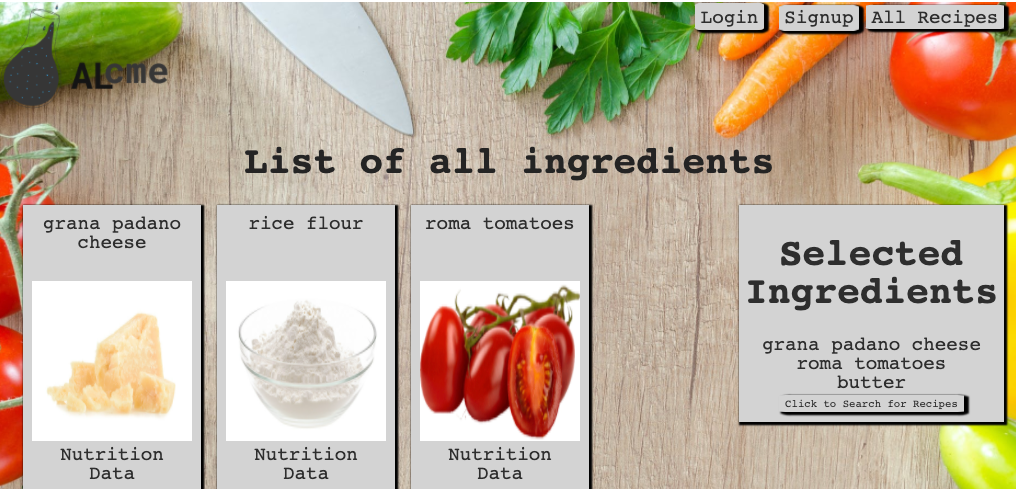 Login
Signup
All Recipes
ALcme
List of all ingredients
grana padano
cheese
Nutrition
Data
rice flour
Nutrition
Data
roma tomatoes
Nutrition
Data
Selected
Ingredients
grana padano cheese
roma tomatoes
butter
Click to Search for Recipes